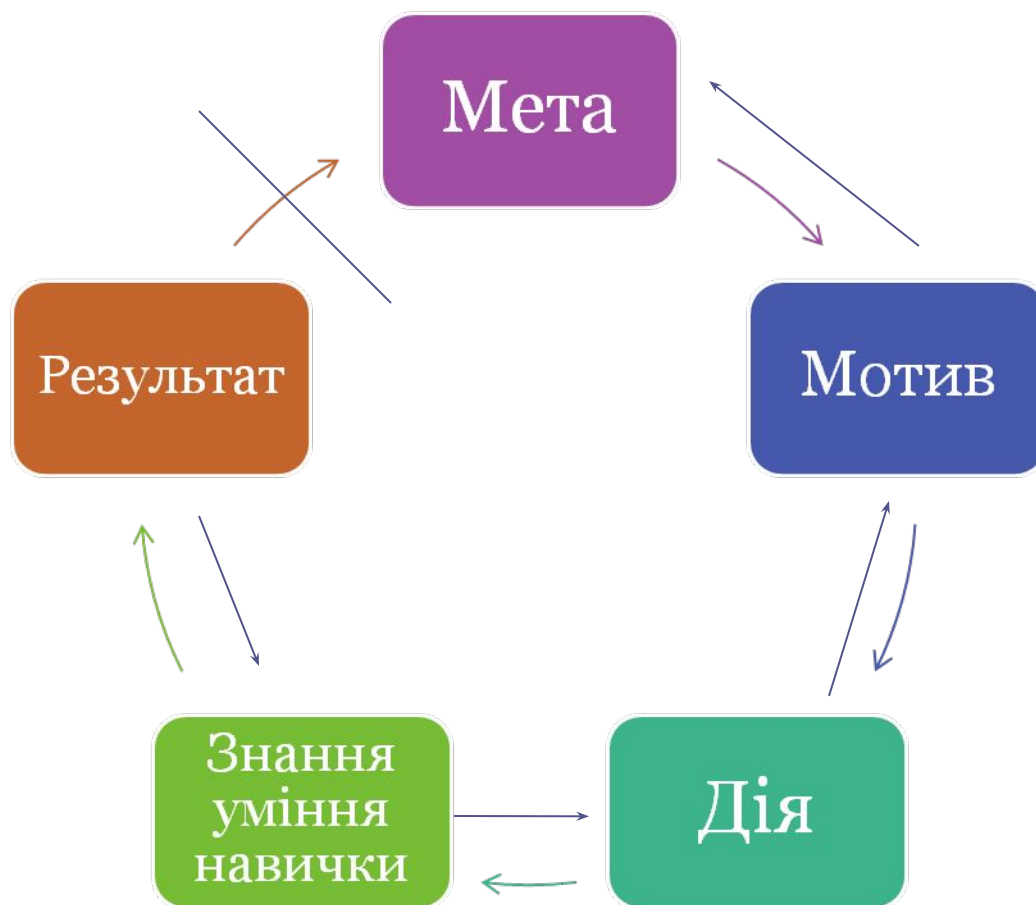 Мета
Результат
Мотив
Знання
уміння
навички
Дія